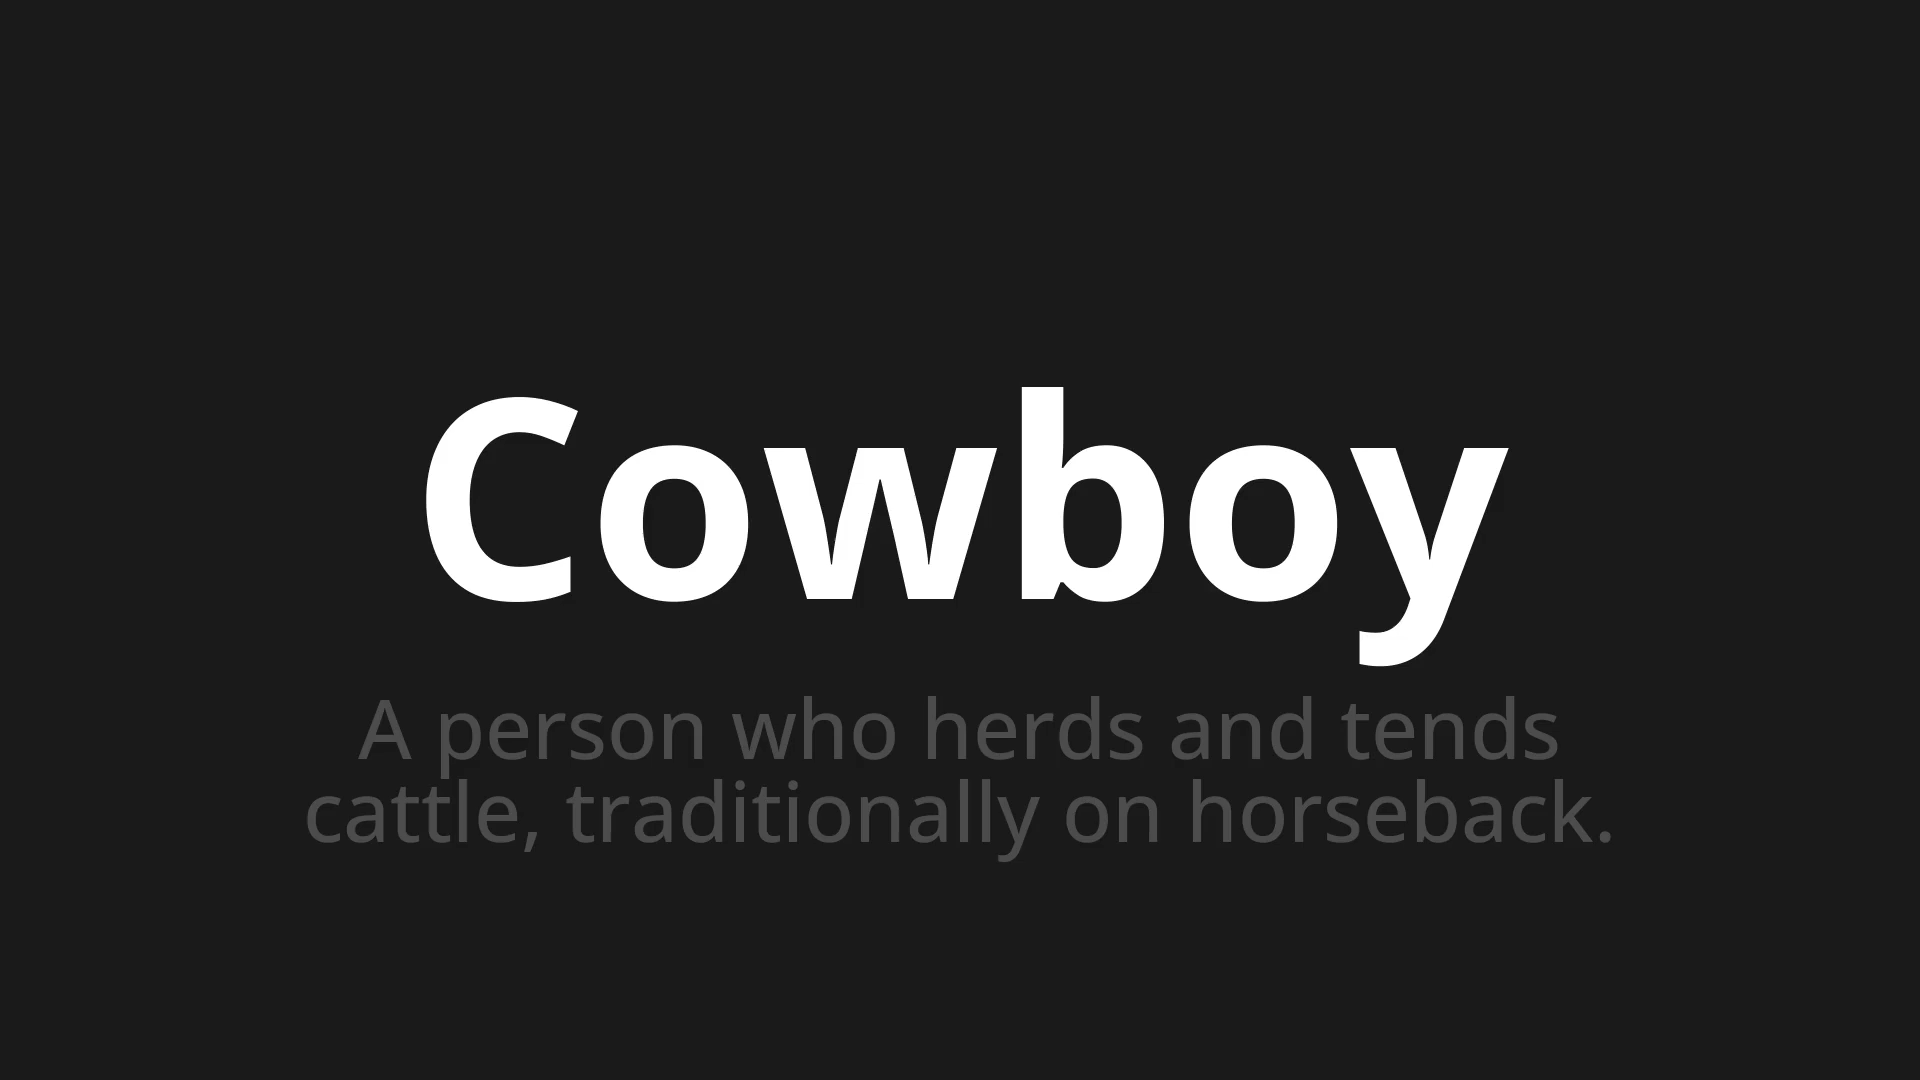 Cowboy
A person who herds and tends
cattle, traditionally on horseback.